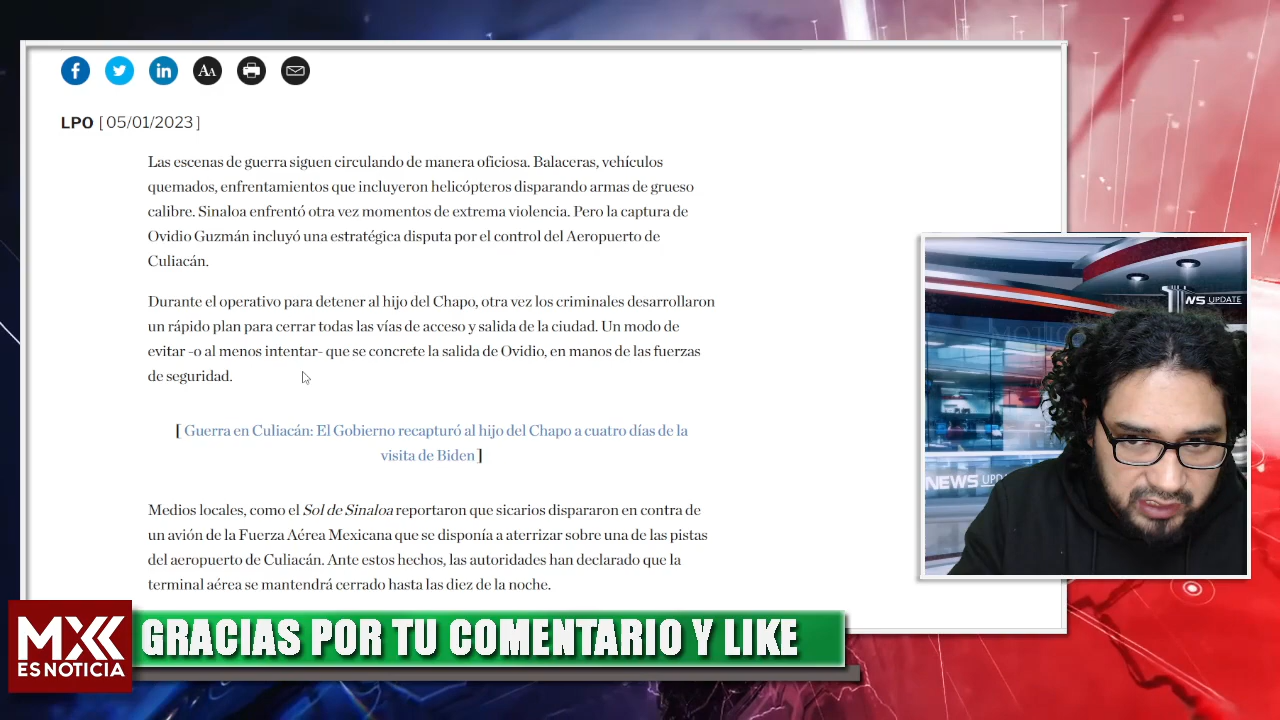 LPO [ 05/01/2023 ]
Las escenas de guerra siguen circulando de manera oficiosa. Balaceras, vehículos
quemados, enfrentamientos que incluyeron helicópteros disparando armas de grueso
calibre. Sinaloa enfrentó otra vez momentos de extrema violencia. Pero la captura de
Ovidio Guzmán incluyó una estratégica disputa por el control del Aeropuerto de
Culiacán.
Durante el operativo para detener al hijo del Chapo, otra vez los criminales desarrollaron
un rápido plan para cerrar todas las vías de acceso y salida de la ciudad. Un modo de
evitar -o al menos intentar- que se concrete la salida de Ovidio, en manos de las fuerzas
de seguridad.
[ Guerra en Culiacán: El Gobierno recapturó al hijo del Chapo a cuatro días de la
visita de Biden ]
Medios locales, como el Sol de Sinaloa reportaron que sicarios dispararon en contra de
un avión de la Fuerza Aérea Mexicana que se disponía a aterrizar sobre una de las pistas
del aeropuerto de Culiacán. Ante estos hechos, las autoridades han declarado que la
terminal aérea se mantendrá cerrado hasta las diez de la noche.
NS UPDATE
NEWS UPD
MX
ES NOTICIA
GRACIAS POR TU COMENTARIO Y LIKE